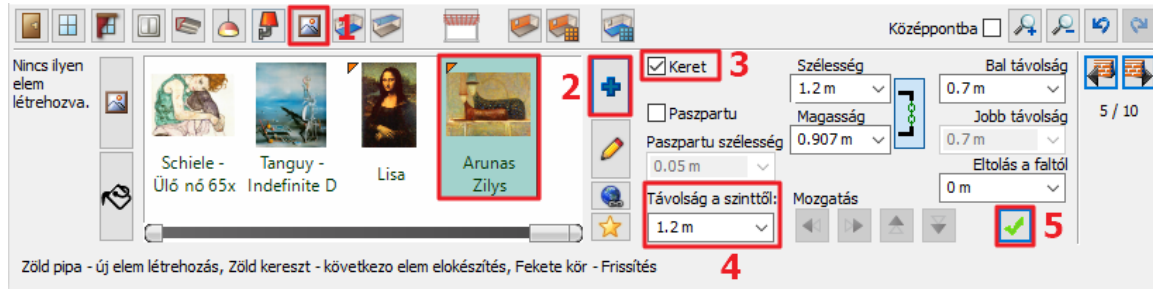 1
Középpontba
Nincs ilyen
elem
létrehozva.
Schiele -
Ülő nő 65x
Tanguy -
Indefinite D
Lisa
Arunas
Zilys
2
Keret
3
Paszpartu
Paszpartu szélesség
0.05 m
Távolság a szinttől:
1.2 m
4
Szélesség
1.2 m
Magasság
0.907 m
Mozgatás
Bal távolság
0.7 m
Jobb távolság
0.7 m
Eltolás a faltól
0 m
5
5 / 10
Zöld pipa - új elem létrehozás, Zöld kereszt - következo elem elokészítés, Fekete kör - Frissítés